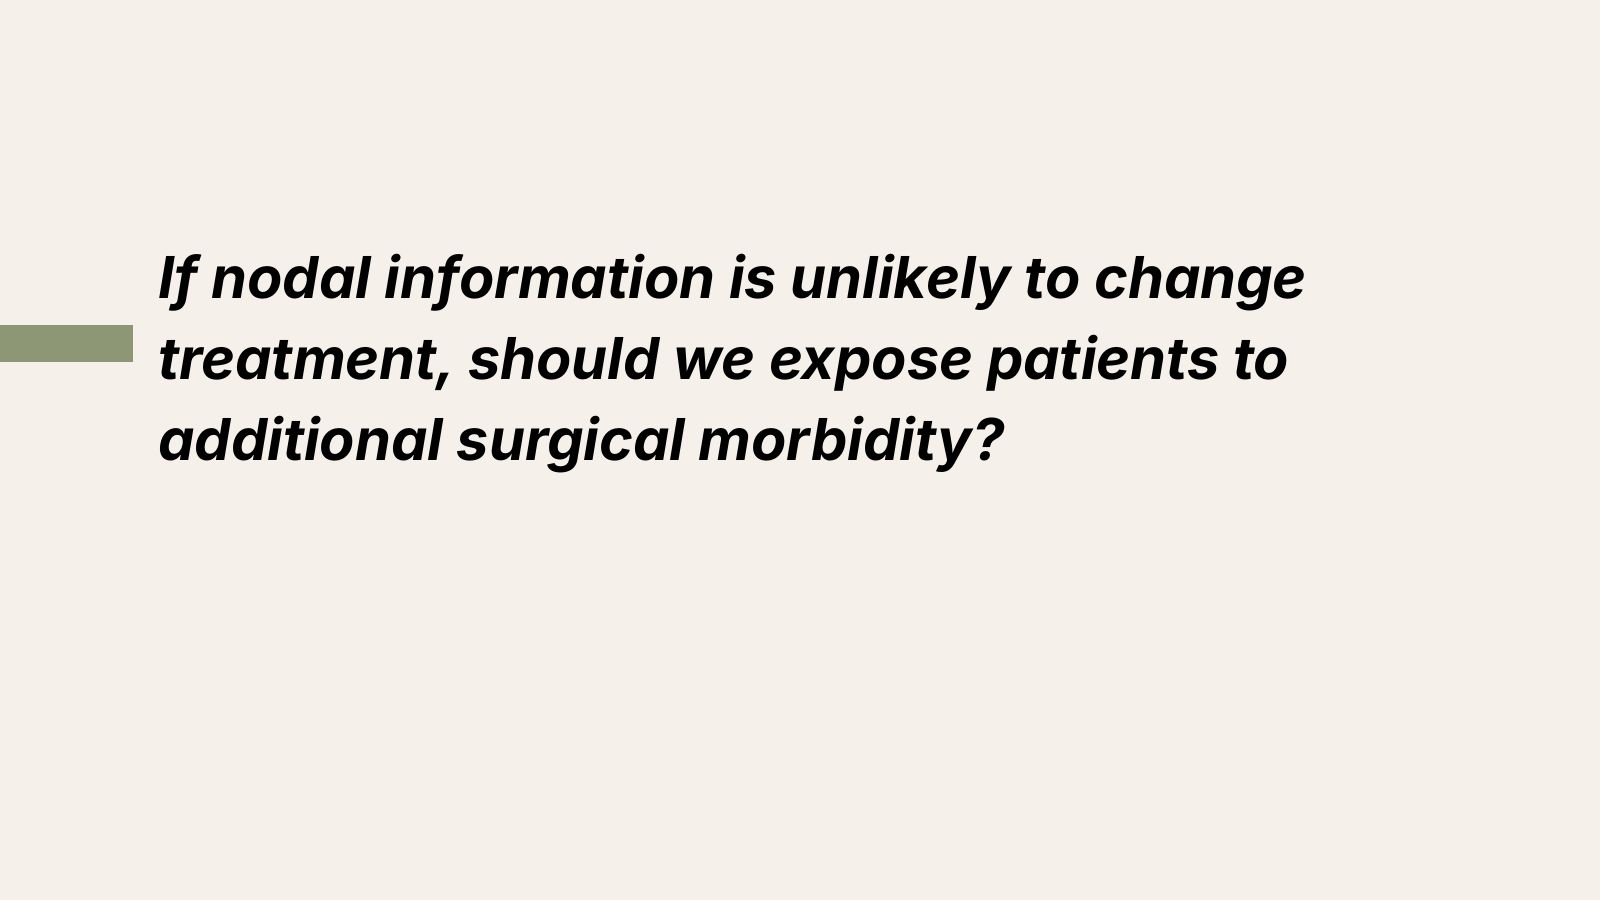 If nodal information is unlikely to change
treatment, should we expose patients to
additional surgical morbidity?